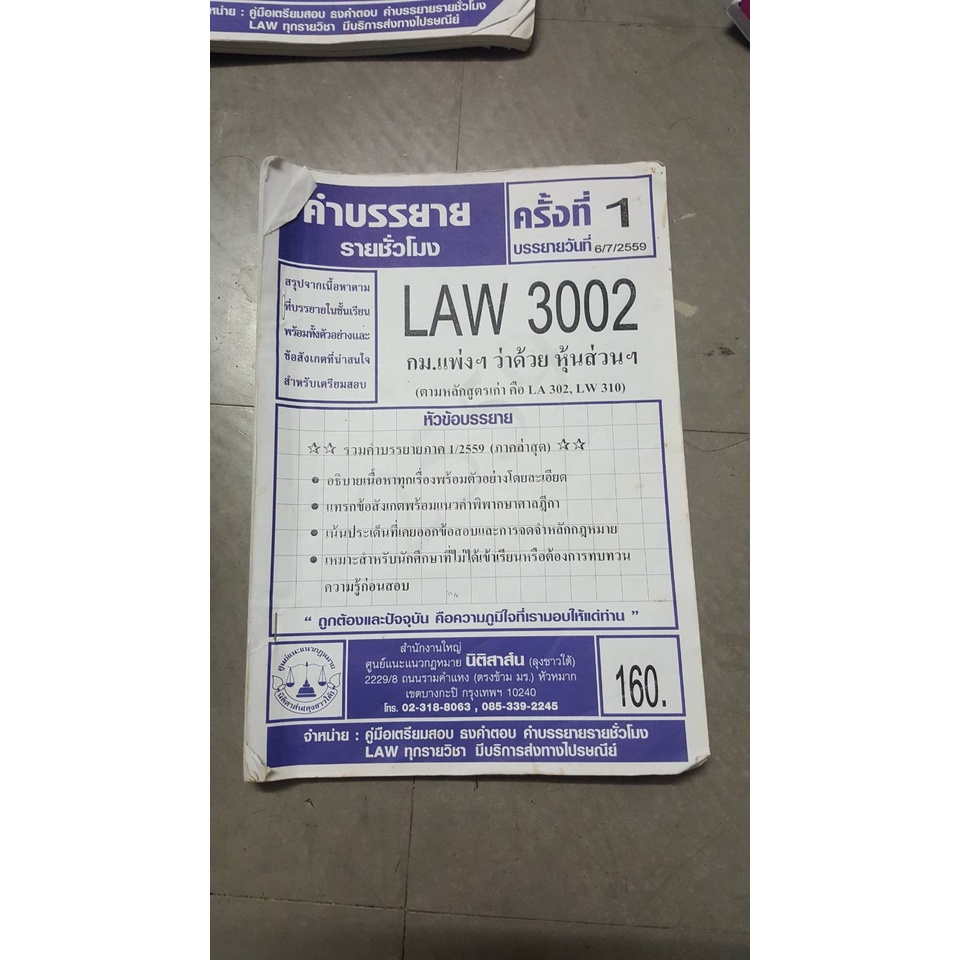 หน่าย : คู่มือเตรียมสอบ ธงคำตอบ คำบรรยายรายชั่วโมง
LAW ทุกรายวิชา มีบริการส่งทางไปรษณีย์
คำบรรยาย
รายชั่วโมง
ครั้งที่ 1
บรรยายวันที่ 6/7/2559
สรุปจากเนื้อหาตาม
ที่บรรยายในชั้นเรียน
พร้อมทั้งตัวอย่างและ
ข้อสังเกตที่น่าสนใจ
สำหรับเตรียมสอบ
LAW 3002
กม.แพ่งฯ ว่าด้วย หุ้นส่วนฯ
(ตามหลักสูตรเก่า คือ LA 302, LW 310)
หัวข้อบรรยาย
☆☆ รวมคำบรรยายภาค 1/2559 (ภาคล่าสุด) ☆☆
● อธิบายเนื้อหาทุกเรื่องพร้อมตัวอย่างโดยละเอียด
● แทรกข้อสังเกตพร้อมแนวคำพิพากษาศาลฎีกา
● เน้นประเด็นที่เคยออกข้อสอบและการจดจำหลักกฎหมาย
● เหมาะสำหรับนักศึกษาที่ไม่ได้เข้าเรียนหรือต้องการทบทวน
ความรู้ก่อนสอบ
“ ถูกต้องและปัจจุบัน คือความภูมิใจที่เรามอบให้แด่ท่าน ”
ศูนย์แนะแนวกฎหมาย
นิติสาส์น(ลุงชาวใต้)
สำนักงานใหญ่
ศูนย์แนะแนวกฎหมาย นิติสาส์น (ลุงชาวใต้)
2229/8 ถนนรามคำแหง (ตรงข้าม มร.) หัวหมาก
เขตบางกะปิ กรุงเทพฯ 10240
โทร. 02-318-8063 , 085-339-2245
160.
จำหน่าย : คู่มือเตรียมสอบ ธงคำตอบ คำบรรยายรายชั่วโมง
LAW ทุกรายวิชา มีบริการส่งทางไปรษณีย์